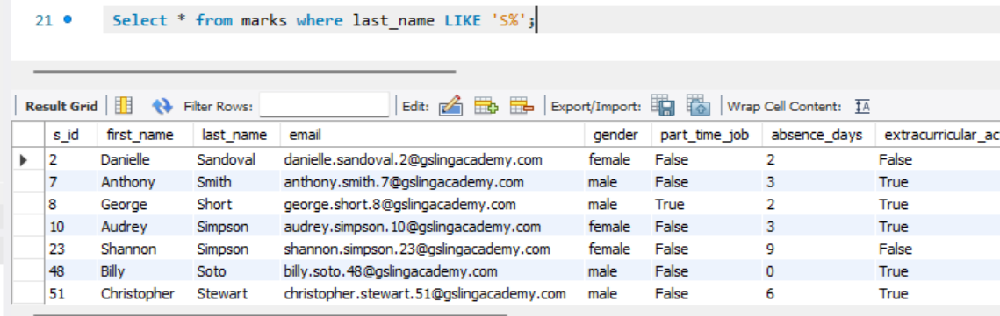 21 Select * from marks where last_name LIKE 'S%';
Result Grid Filter Rows: Edit: Export/Import: Wrap Cell Content: IA
s_id first_name last_name email gender part_time_job absence_days extracurricular_ac
2 Danielle Sandoval danielle.sandoval.2@gslingacademy.com female False 2 False
7 Anthony Smith anthony.smith.7@gslingacademy.com male False 3 True
8 George Short george.short.8@gslingacademy.com male True 2 True
10 Audrey Simpson audrey.simpson.10@gslingacademy.com female False 3 True
23 Shannon Simpson shannon.simpson.23@gslingacademy.com female False 9 False
48 Billy Soto billy.soto.48@gslingacademy.com male False 0 True
51 Christopher Stewart christopher.stewart.51@gslingacademy.com male False 6 True